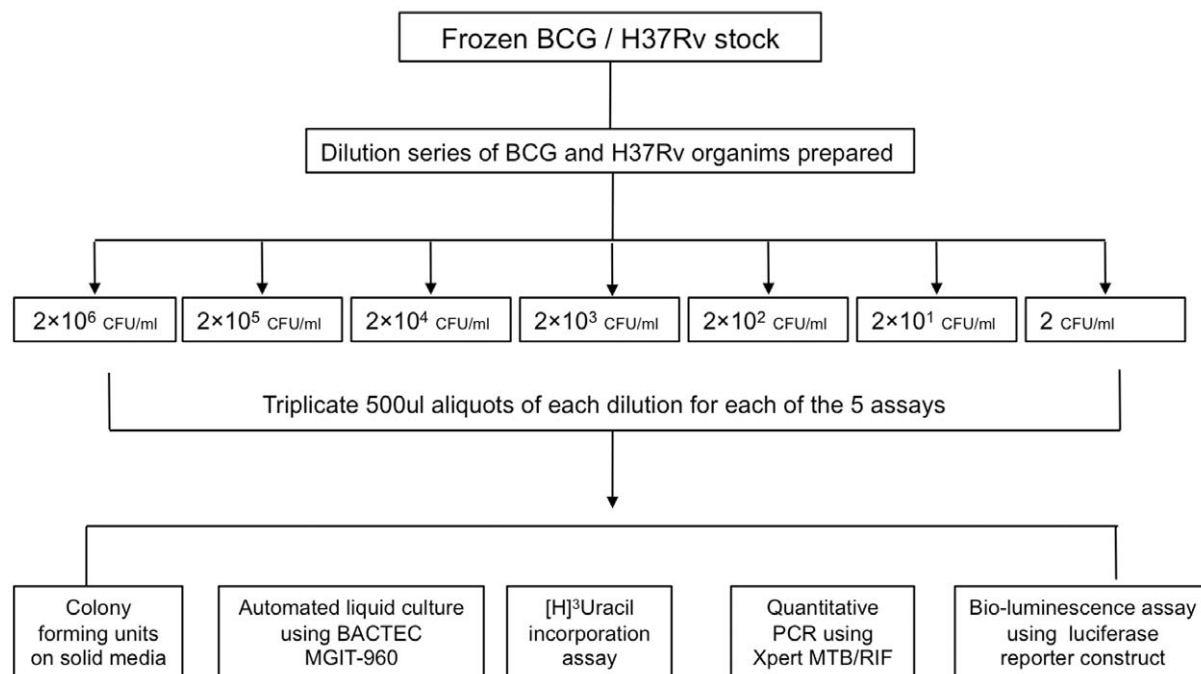 Frozen BCG / H37Rv stock
Dilution series of BCG and H37Rv organims prepared
2×10⁶ CFU/ml
2×10⁵ CFU/ml
2×10⁴ CFU/ml
2×10³ CFU/ml
2×10² CFU/ml
2×10¹ CFU/ml
2 CFU/ml
Triplicate 500ul aliquots of each dilution for each of the 5 assays
Colony
forming units
on solid media
Automated liquid culture
using BACTEC
MGIT-960
[H]³Uracil
incorporation
assay
Quantitative
PCR using
Xpert MTB/RIF
Bio-luminescence assay
using luciferase
reporter construct